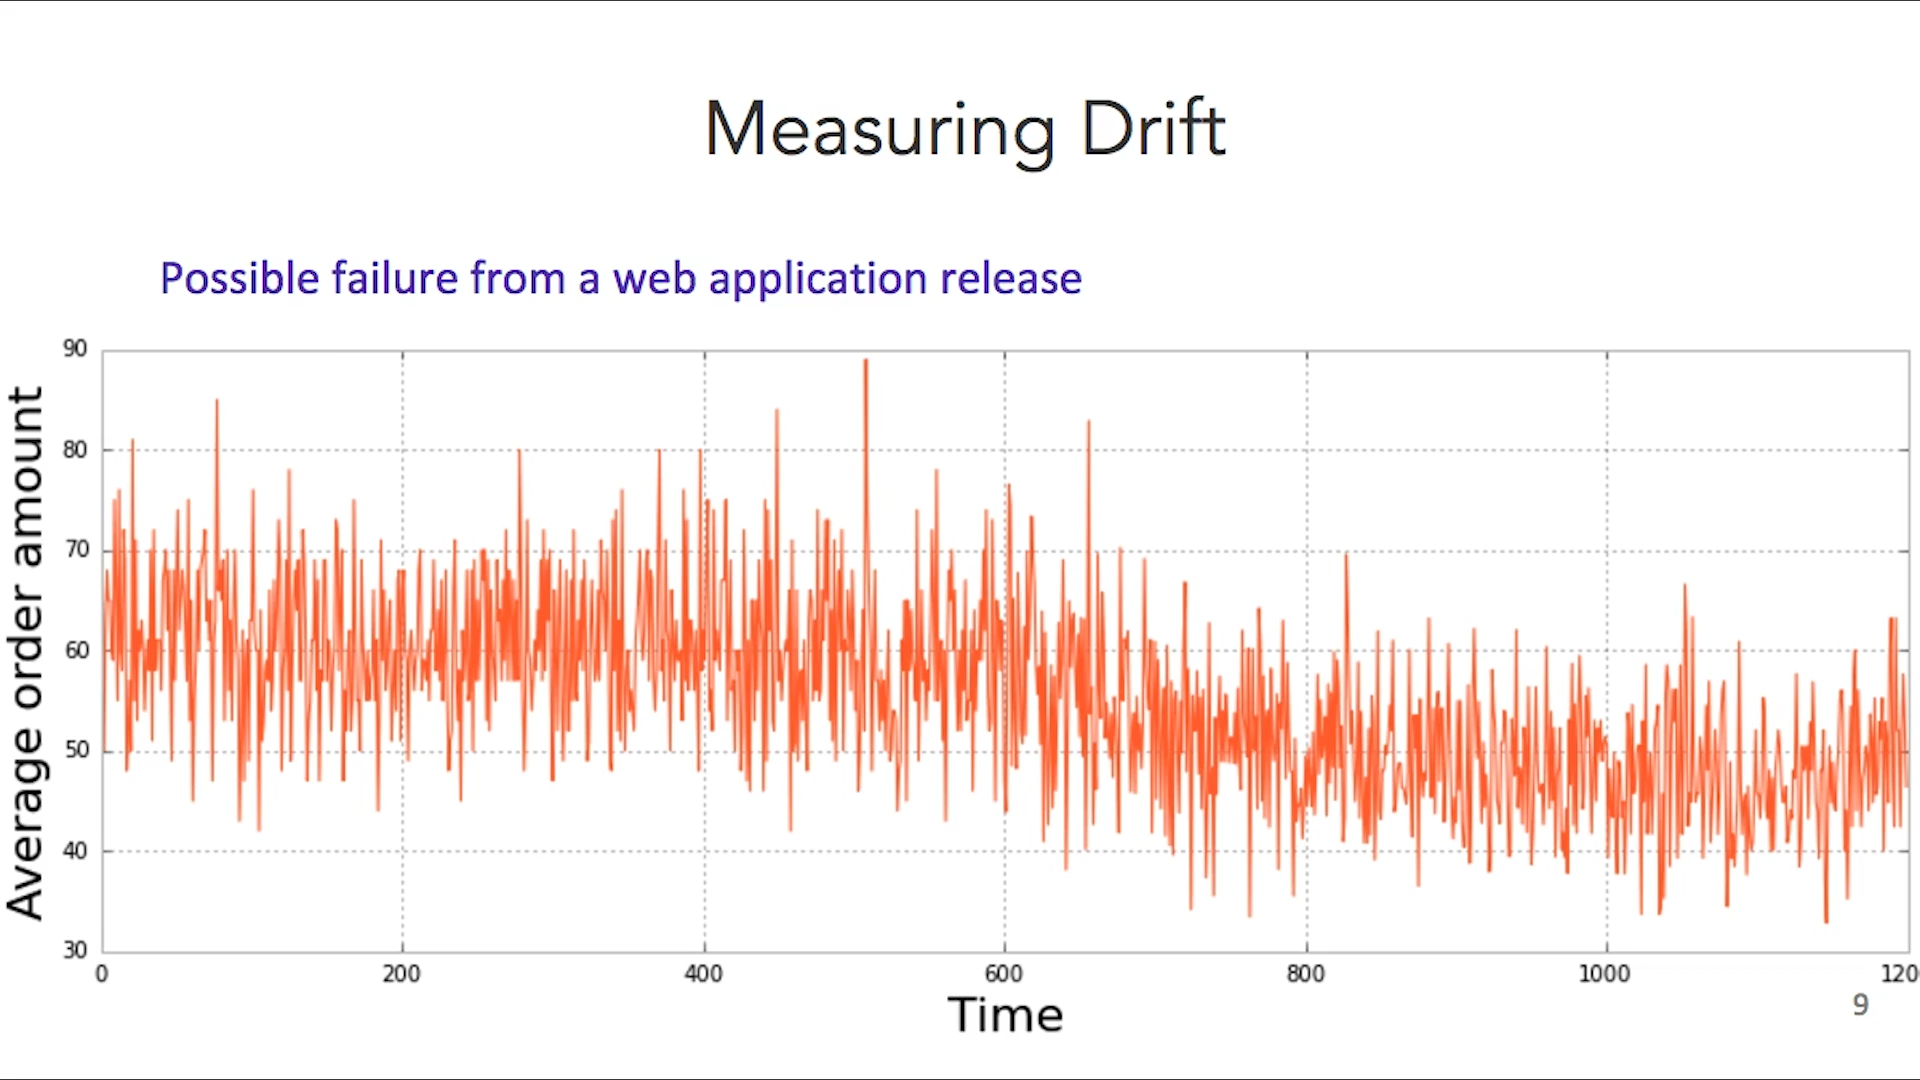 Measuring Drift
Possible failure from a web application release
Average order amount
90
80
70
60
50
40
30
0 200 400 600 800 1000 120
Time
9